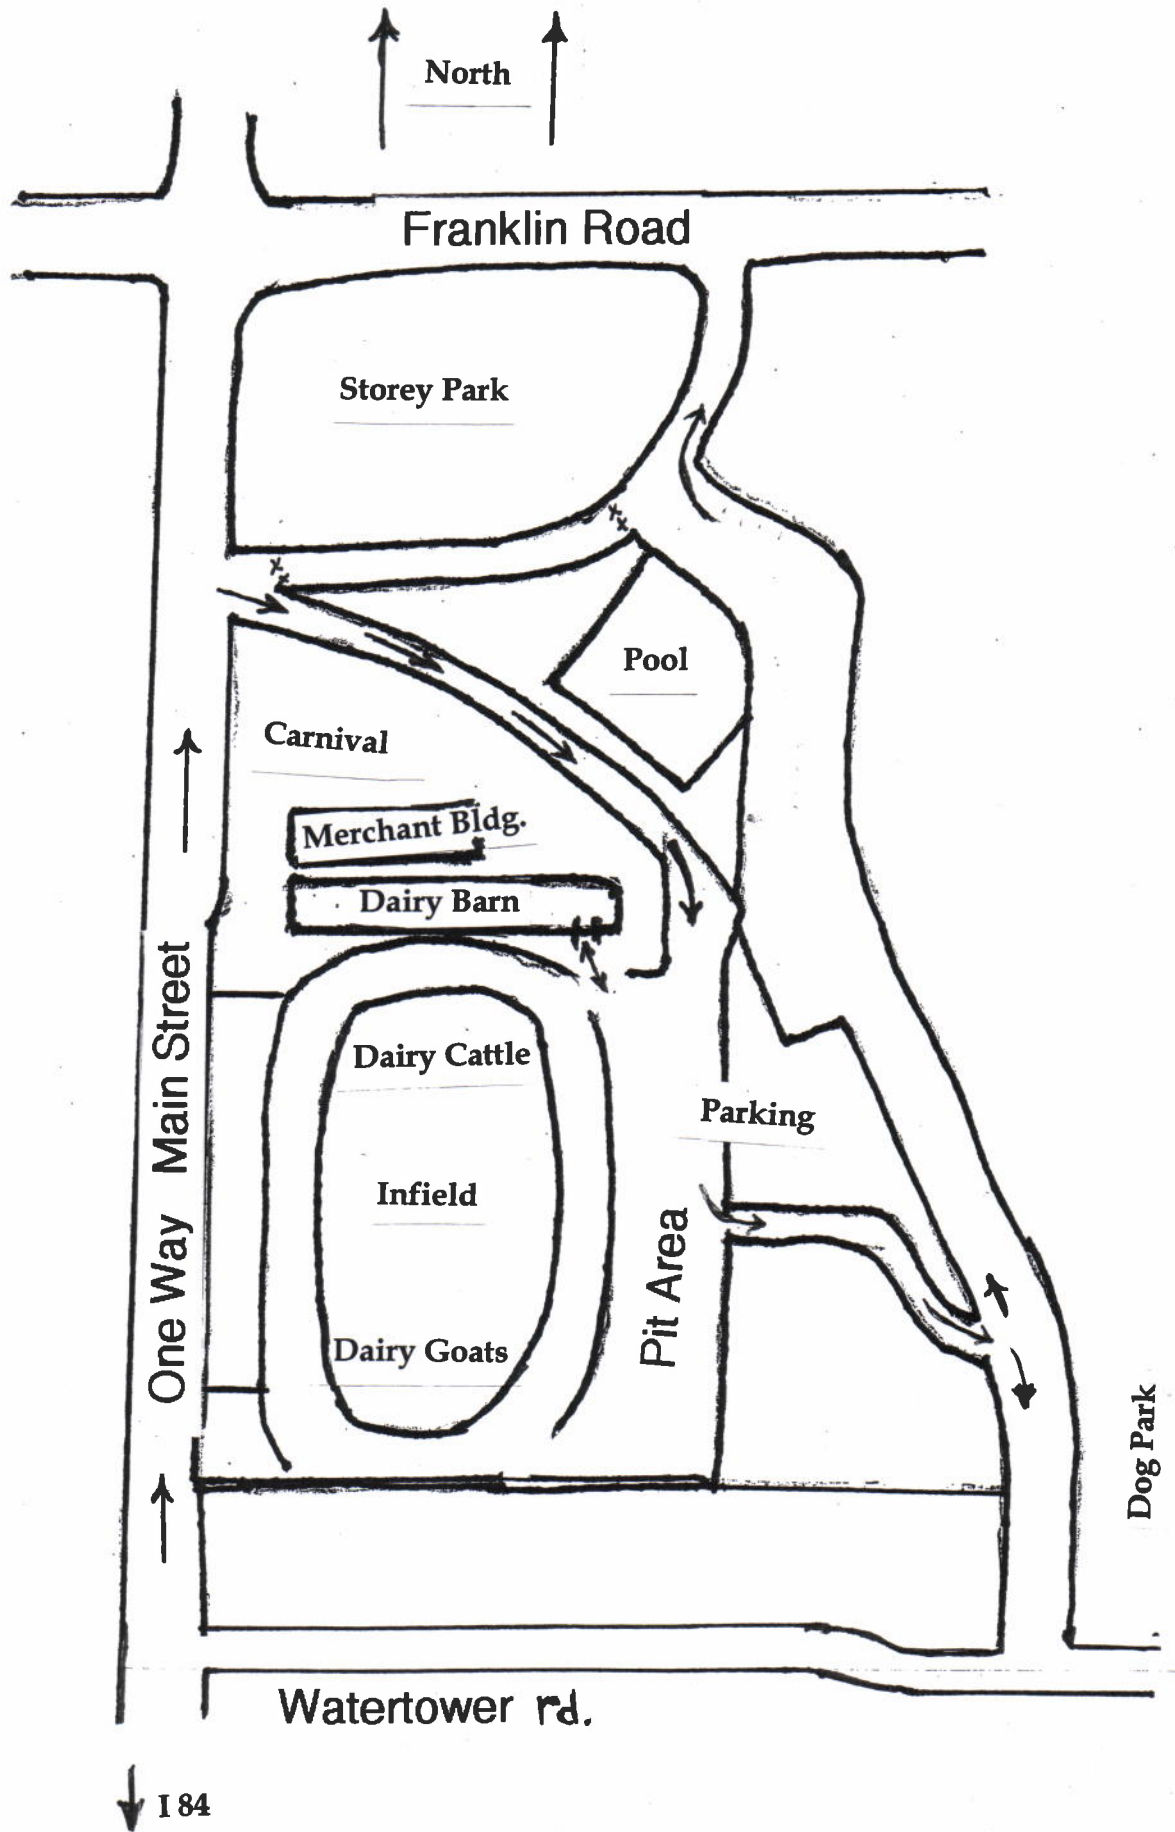 North
Franklin Road
Storey Park
Pool
Carnival
Merchant Bldg.
Dairy Barn
Dairy Cattle
Parking
Infield
Pit Area
Dairy Goats
One Way Main Street
Dog Park
Watertower rd.
I 84